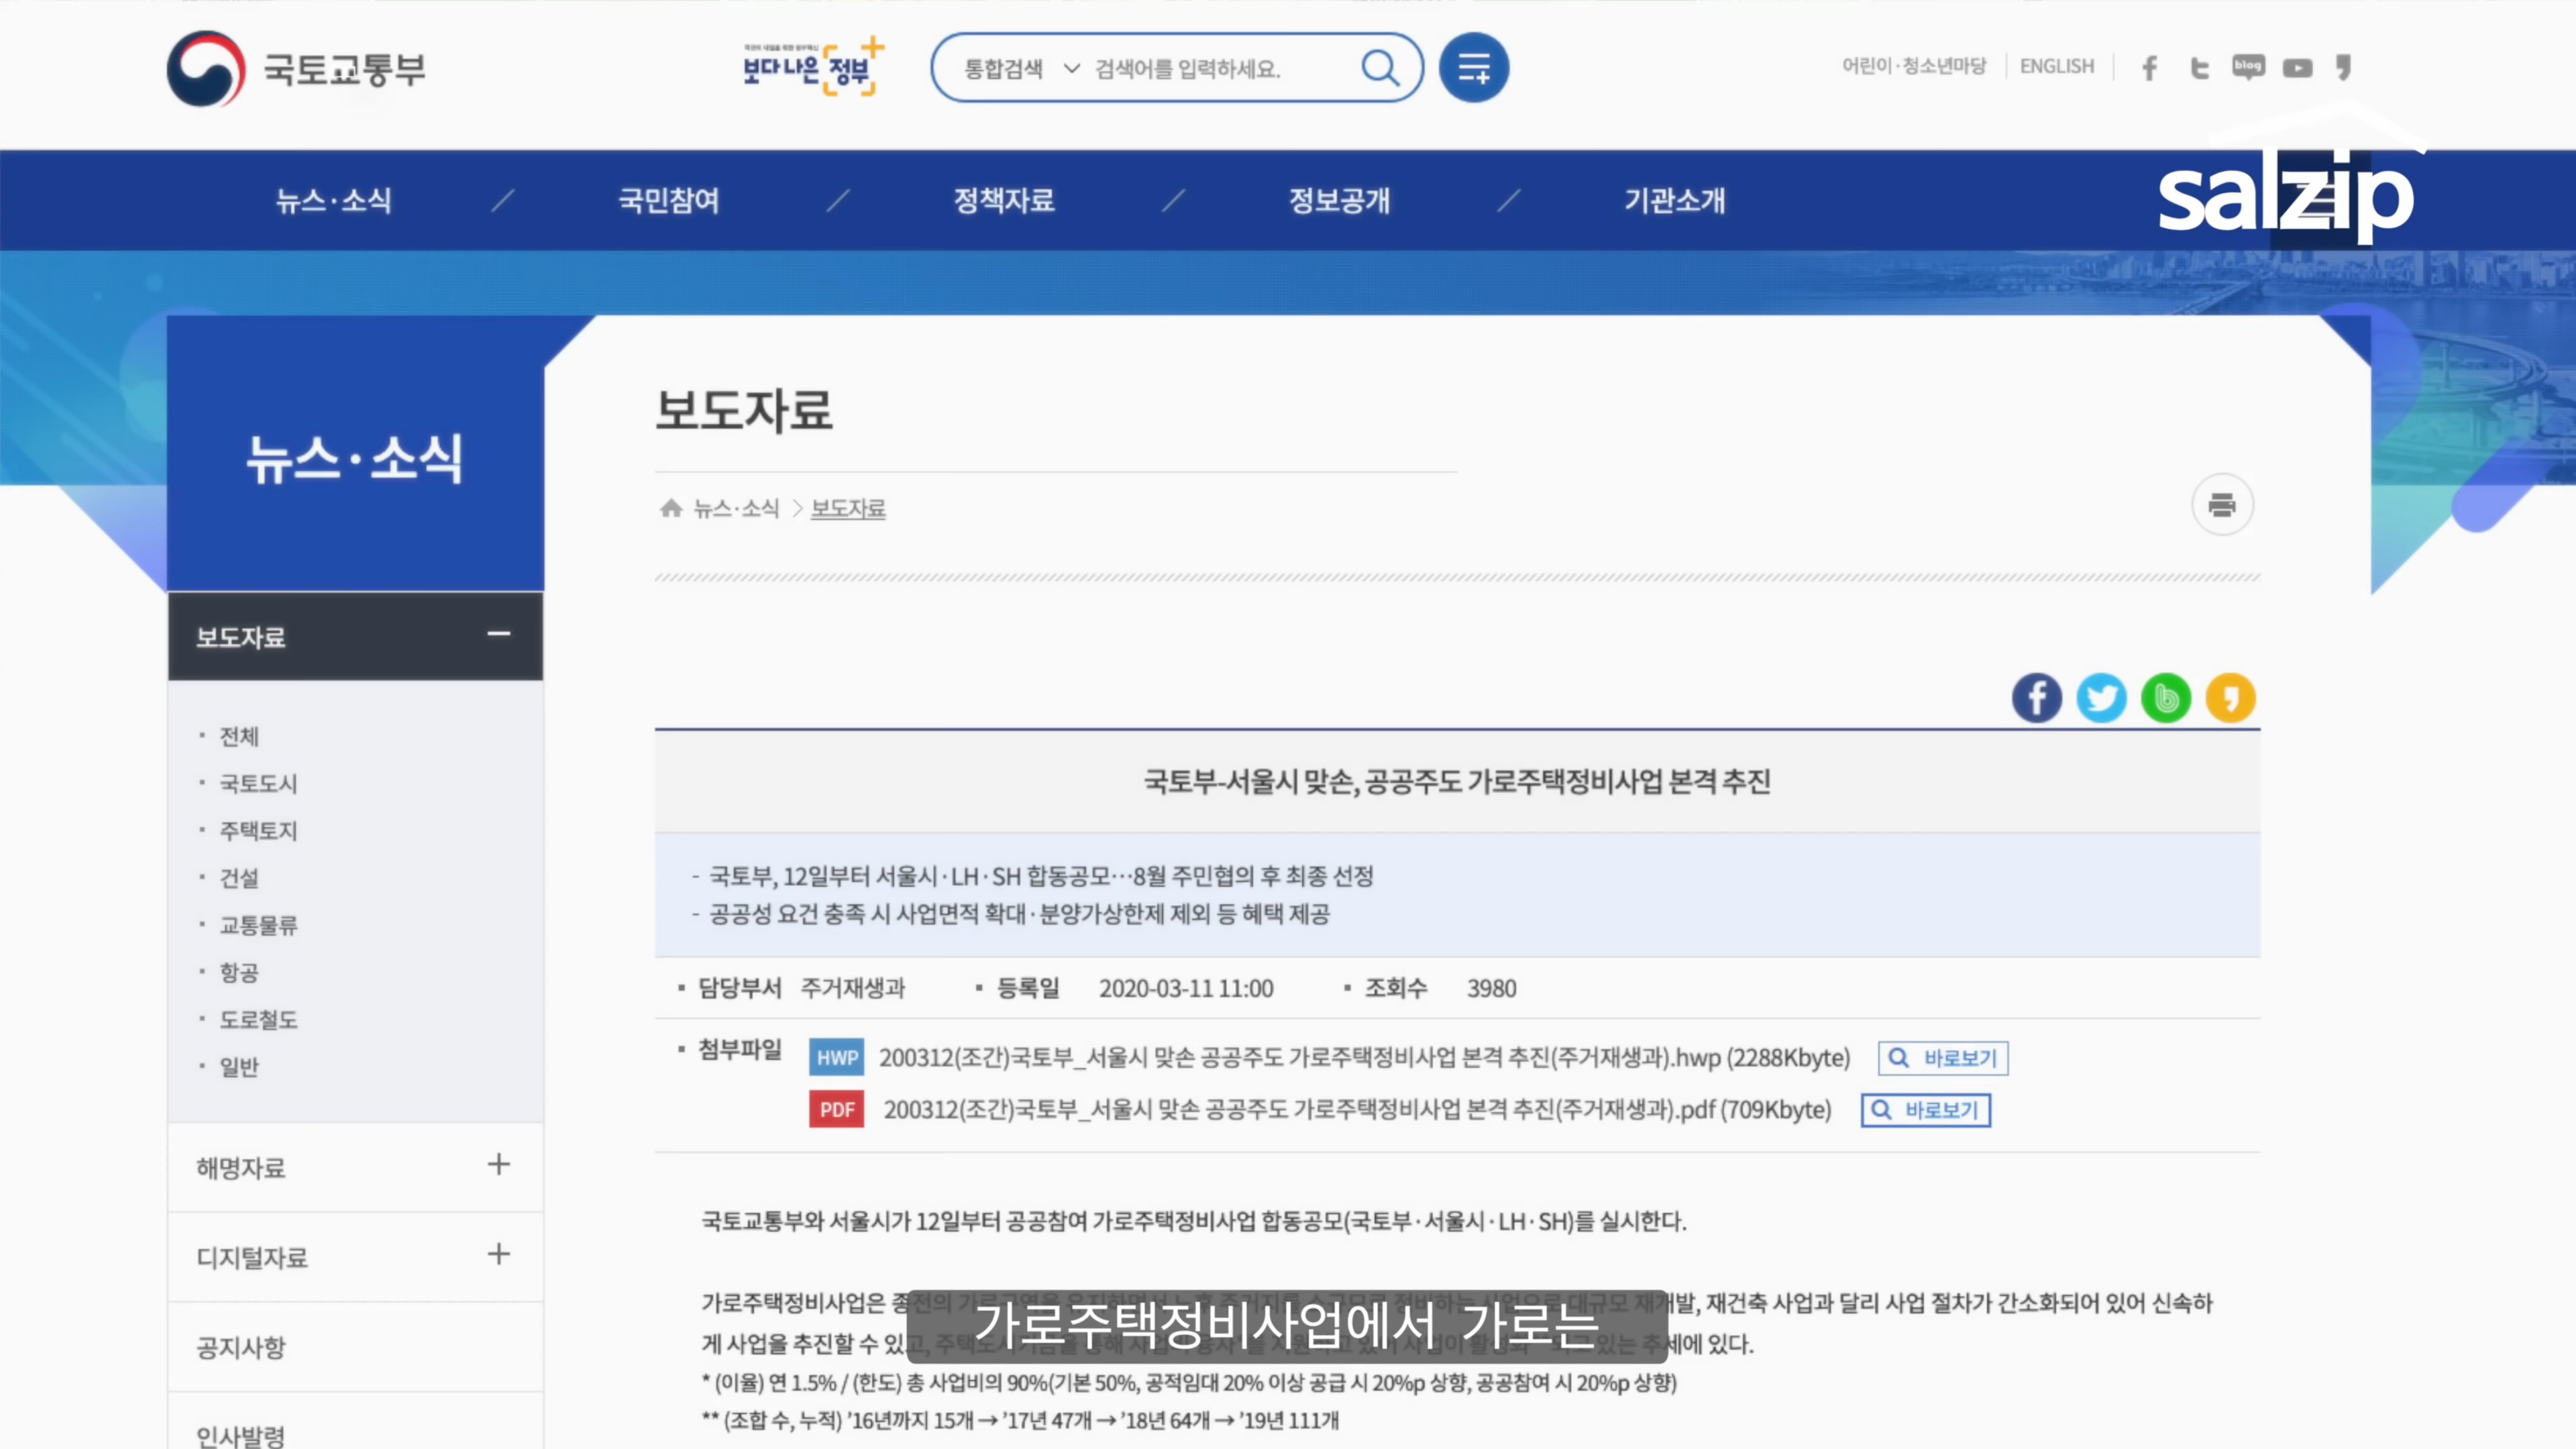 국토교통부
보다 나은 정부
통합검색 검색어를 입력하세요.
어린이·청소년마당 ENGLISH
blog
salzip
뉴스·소식 국민참여 정책자료 정보공개 기관소개
뉴스·소식
보도자료
전체
국토도시
주택토지
건설
교통물류
항공
도로철도
일반
해명자료
디지털자료
공지사항
인사발령
보도자료
뉴스·소식 > 보도자료
국토부-서울시 맞손, 공공주도 가로주택정비사업 본격 추진
- 국토부, 12일부터 서울시·LH·SH 합동공모…8월 주민협의 후 최종 선정
- 공공성 요건 충족 시 사업면적 확대·분양가상한제 제외 등 혜택 제공
담당부서 주거재생과 등록일 2020-03-11 11:00 조회수 3980
첨부파일 HWP 200312(조간)국토부_서울시 맞손 공공주도 가로주택정비사업 본격 추진(주거재생과).hwp (2288Kbyte) 바로보기
PDF 200312(조간)국토부_서울시 맞손 공공주도 가로주택정비사업 본격 추진(주거재생과).pdf (709Kbyte) 바로보기
국토교통부와 서울시가 12일부터 공공참여 가로주택정비사업 합동공모(국토부·서울시·LH·SH)를 실시한다.
가로주택정비사업은 재개발, 재건축 사업과 달리 사업 절차가 간소화되어 있어 신속하
게 사업을 추진할 수 있고, 있는 추세에 있다.
가로주택정비사업에서 가로는
* (이율) 연 1.5% / (한도) 총 사업비의 90%(기본 50%, 공적임대 20% 이상 공급 시 20%p 상향, 공공참여 시 20%p 상향)
** (조합 수, 누적) ’16년까지 15개 → ’17년 47개 → ’18년 64개 → ’19년 111개